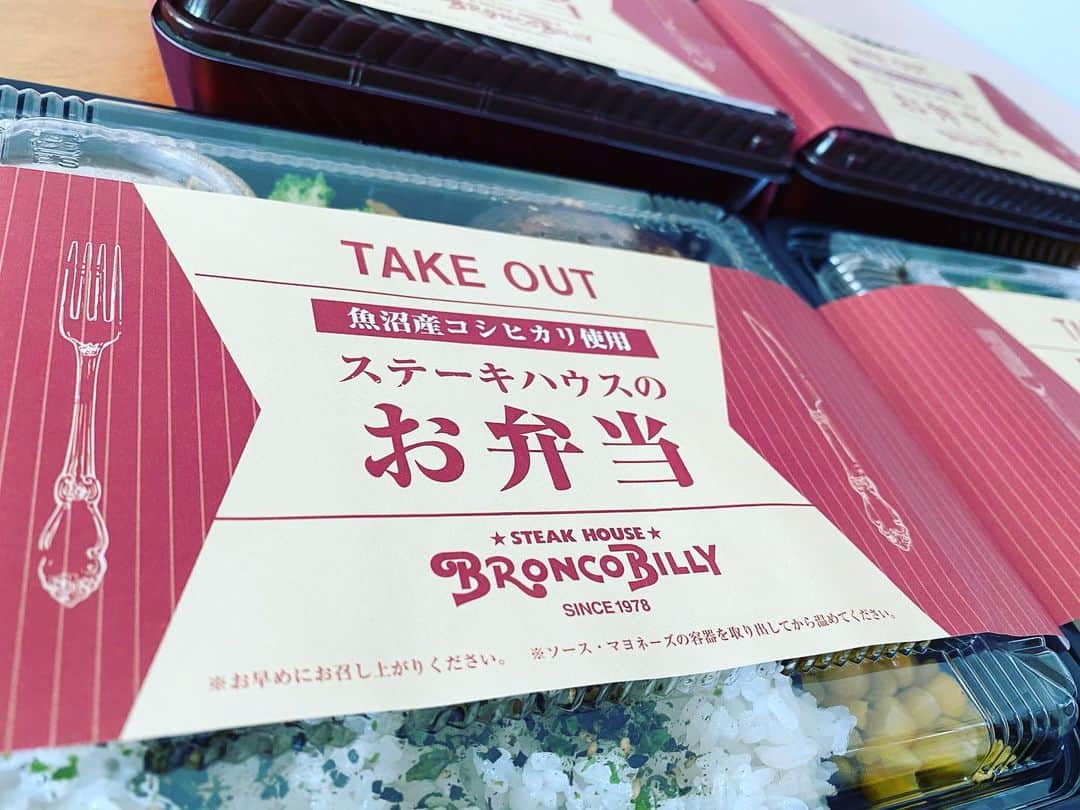 TAKE OUT
魚沼産コシヒカリ使用
ステーキハウスの
お弁当
★ STEAK HOUSE ★
BRONCOBILLY
SINCE 1978
※お早めにお召し上がりください。 ※ソース・マヨネーズの容器を取り出してから温めてください。
TAKE OUT